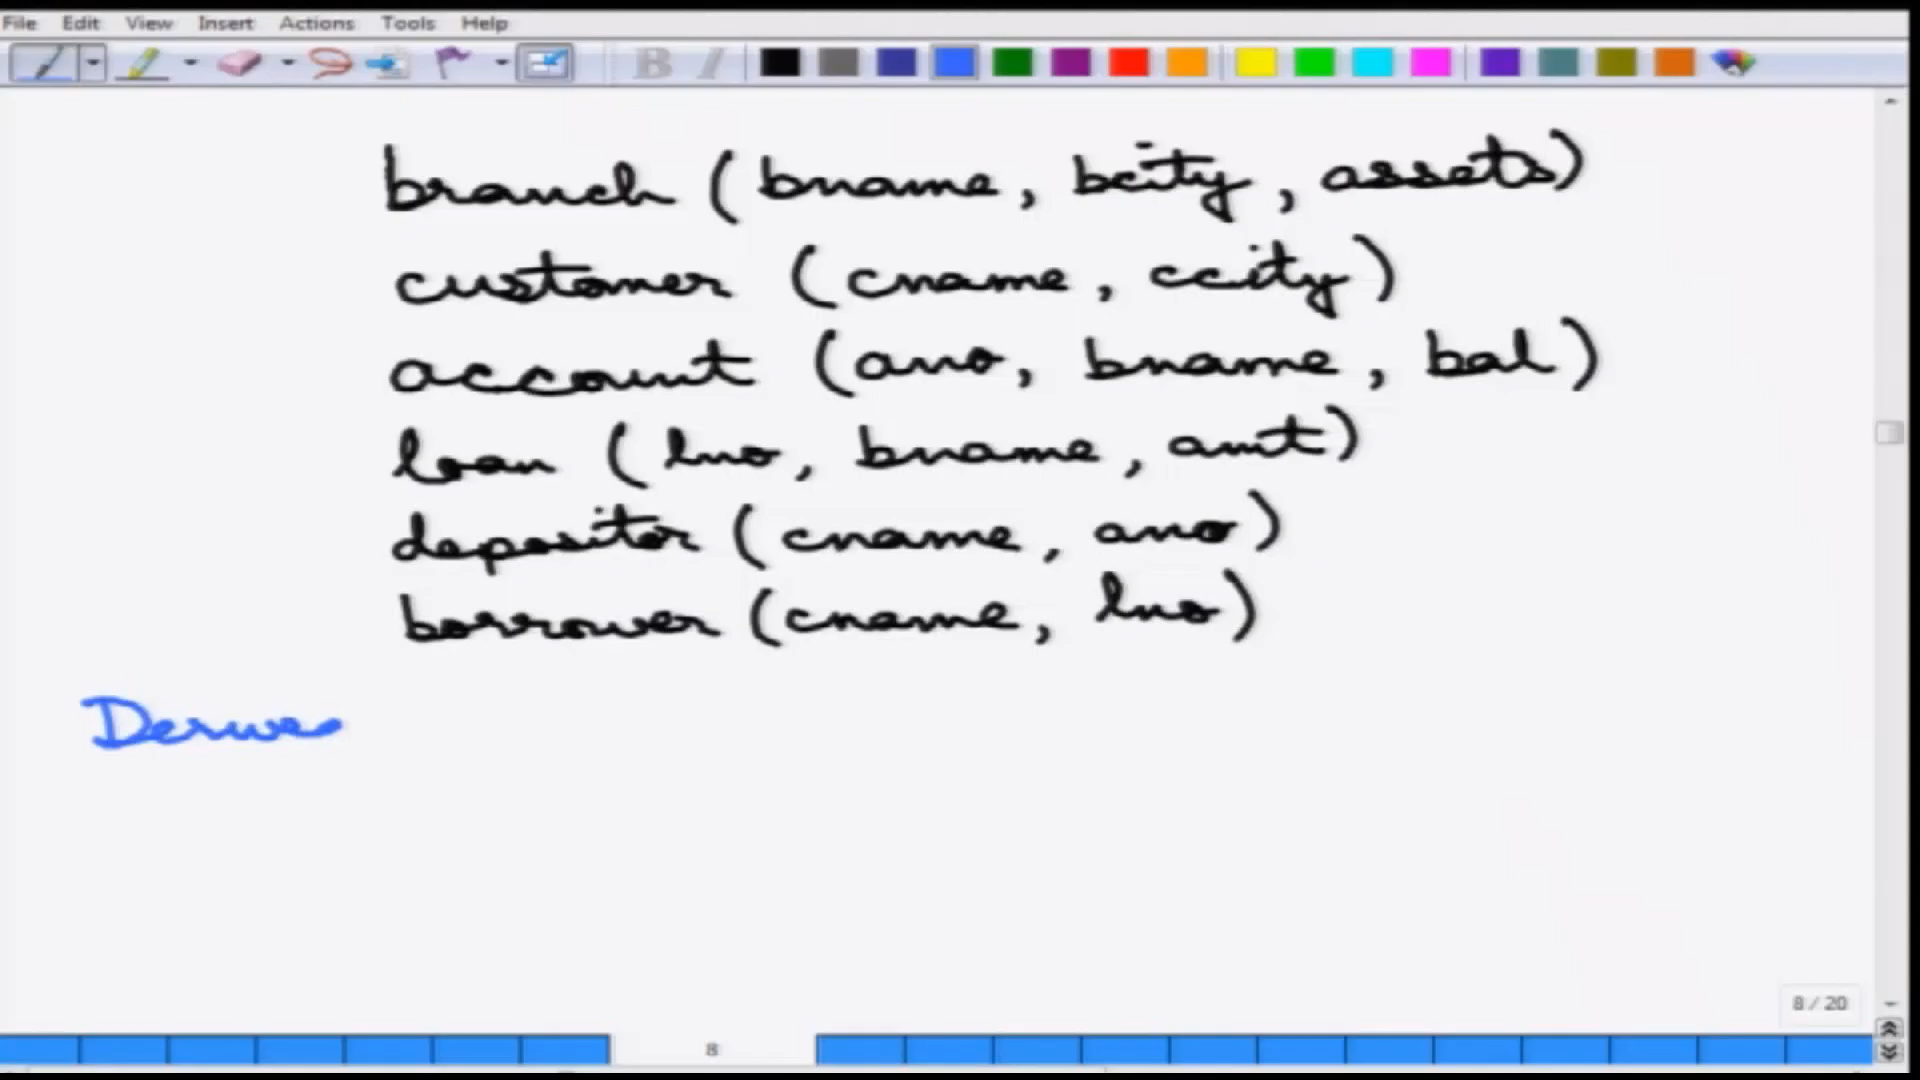 File Edit View Insert Actions Tools Help
B I
branch (bname, bcity, assets)
customer (cname, ccity)
account (ano, bname, bal)
loan (lno, bname, amt)
depositor (cname, ano)
borrower (cname, lno)
8 / 20
8